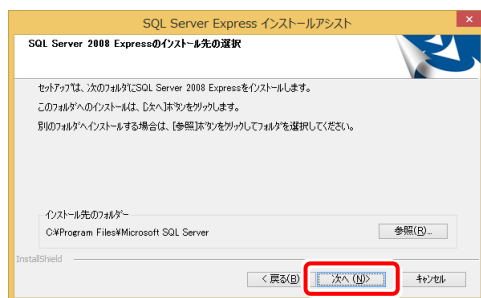 SQL Server Express インストールアシスト
SQL Server 2008 Expressのインストール先の選択
セットアップは、次のフォルダにSQL Server 2008 Expressをインストールします。
このフォルダへのインストールは、[次へ]ボタンをクリックします。
別のフォルダへインストールする場合は、[参照]ボタンをクリックしてフォルダを選択してください。
インストール先のフォルダー
C:¥Program Files¥Microsoft SQL Server
参照(R)...
InstallShield
< 戻る(B)
次へ (N)>
キャンセル